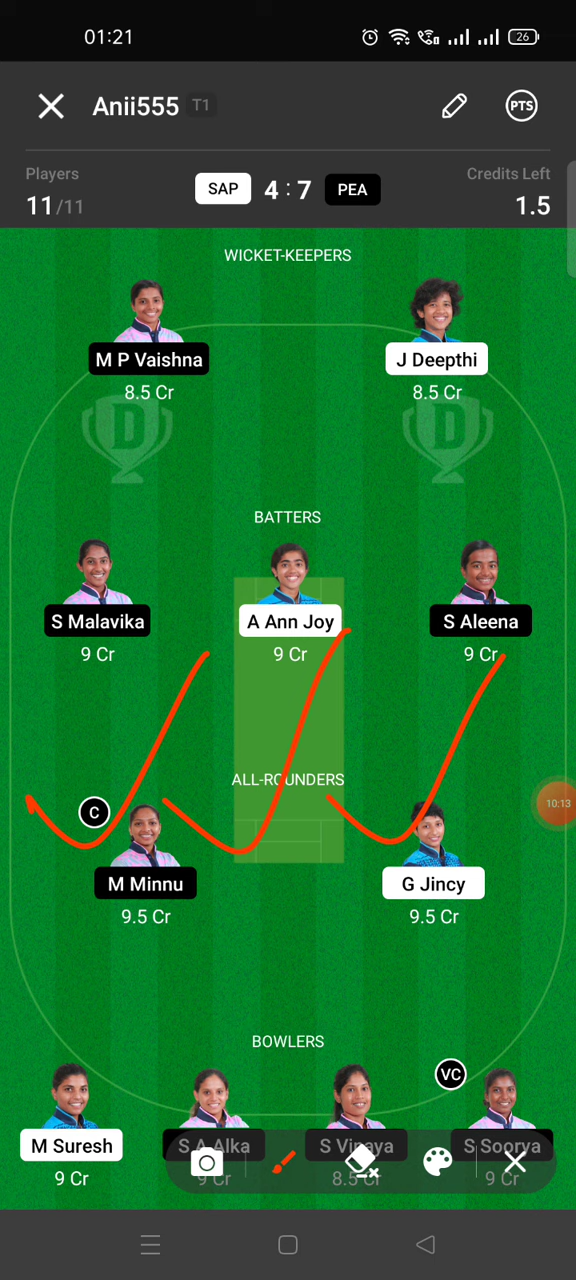 01:21
26
Anii555 T1
PTS
Players
Credits Left
11/11
SAP 4 : 7 PEA
1.5
WICKET-KEEPERS
M P Vaishna
J Deepthi
8.5 Cr
8.5 Cr
D
D
BATTERS
S Malavika
A Ann Joy
S Aleena
9 Cr
9 Cr
9 Cr
ALL-ROUNDERS
C
10:13
M Minnu
G Jincy
9.5 Cr
9.5 Cr
BOWLERS
VC
M Suresh
S A Alka
S Vinaya
S Soorya
9 Cr
9 Cr
8.5 Cr
9 Cr